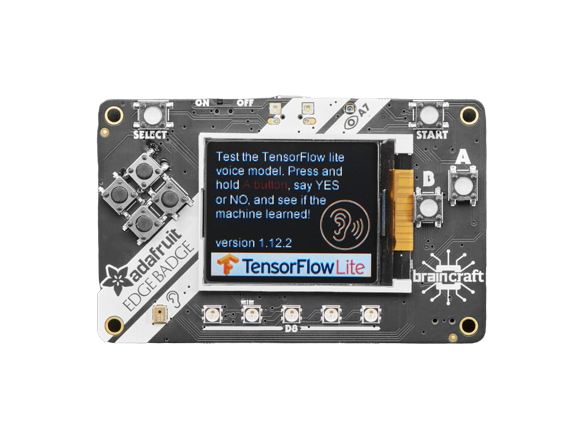 ON OFF
A7
SELECT
START
Test the TensorFlow lite
voice model. Press and
hold A button, say YES
or NO, and see if the
machine learned!
version 1.12.2
TensorFlow Lite
A
B
adafruit
EDGE BADGE
braincraft
D8